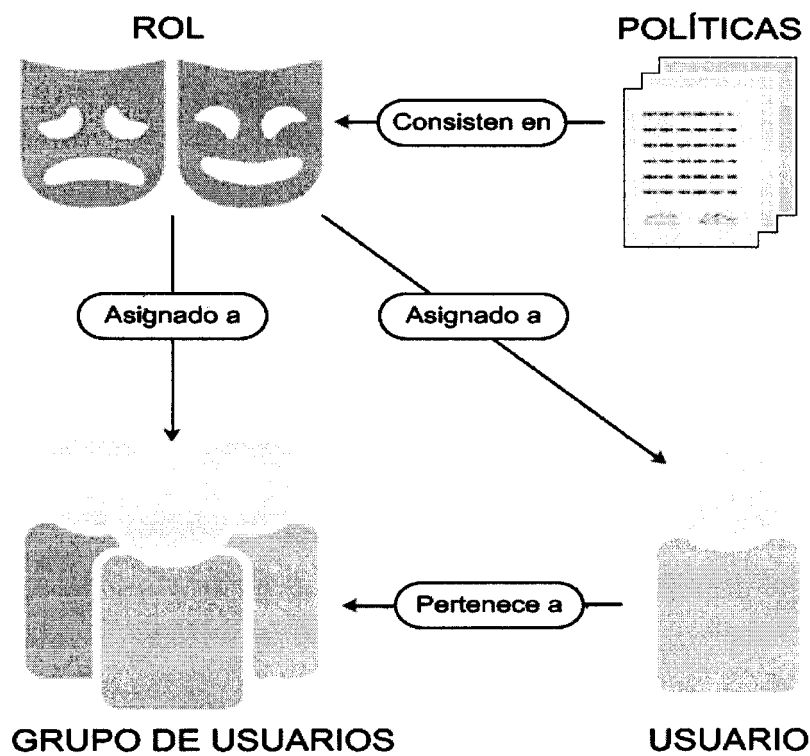 ROL
POLÍTICAS
Consisten en
Asignado a
Asignado a
Pertenece a
GRUPO DE USUARIOS
USUARIO